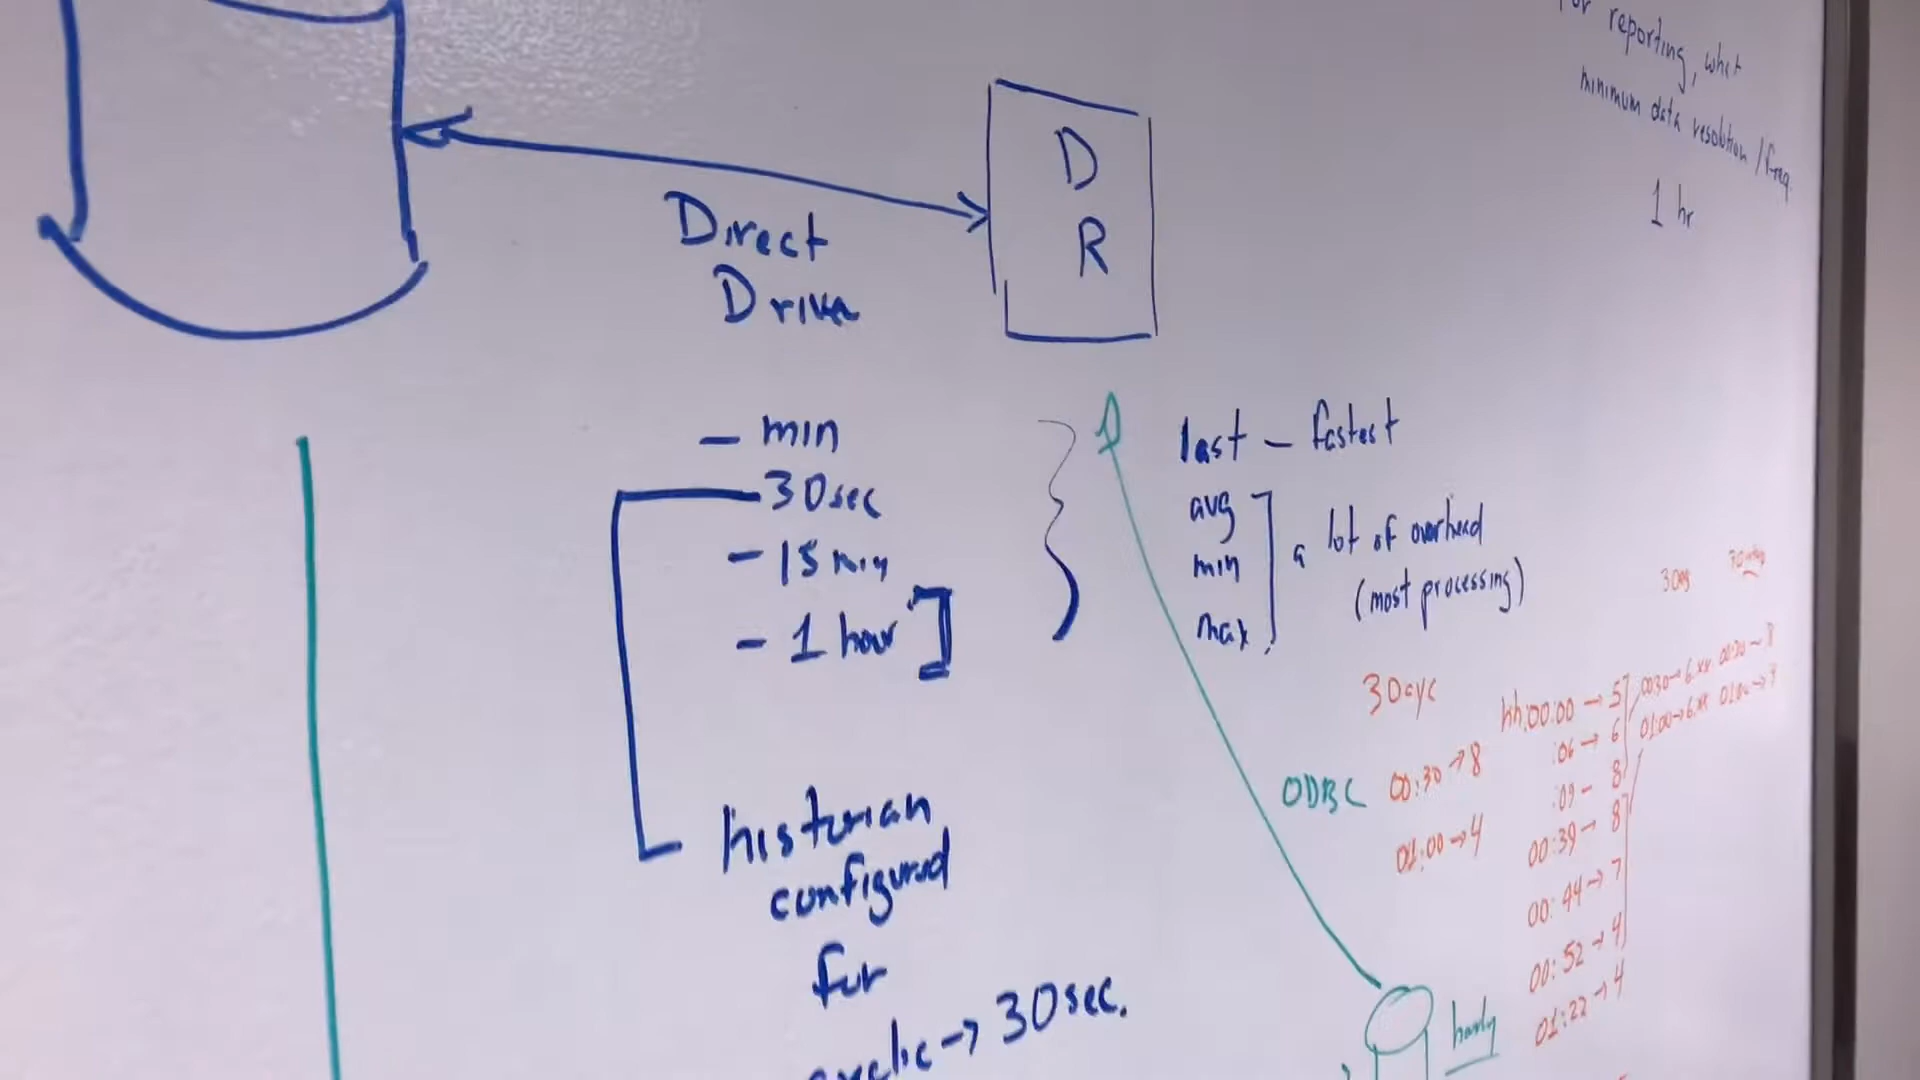 for reporting, what
minimum data resolution / freq.
1 hr
D
R
Direct
Driven
- min
- 30sec
- 15 min
- 1 hour ]
last - fastest
avg
min
max
a lot of overhead
(most processing)
historian
configured
for
cyclic → 30sec.
ODBC
00:30 → 8
01:00 → 4
hh:00:00 → 5
:06 → 6
:09 - 8
00:39 - 8
00:44 → 7
00:52 → 4
01:22 → 4